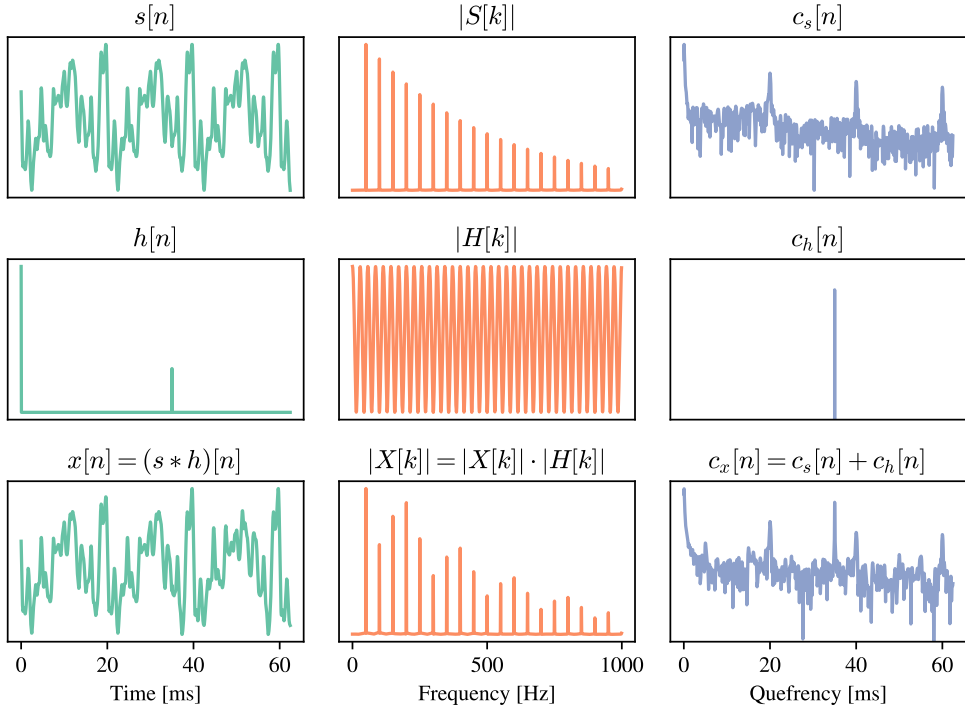 s[n]
|S[k]|
c_s[n]
h[n]
|H[k]|
c_h[n]
x[n] = (s * h)[n]
|X[k]| = |X[k]| · |H[k]|
c_x[n] = c_s[n] + c_h[n]
0 20 40 60
0 500 1000
0 20 40 60
Time [ms]
Frequency [Hz]
Quefrency [ms]